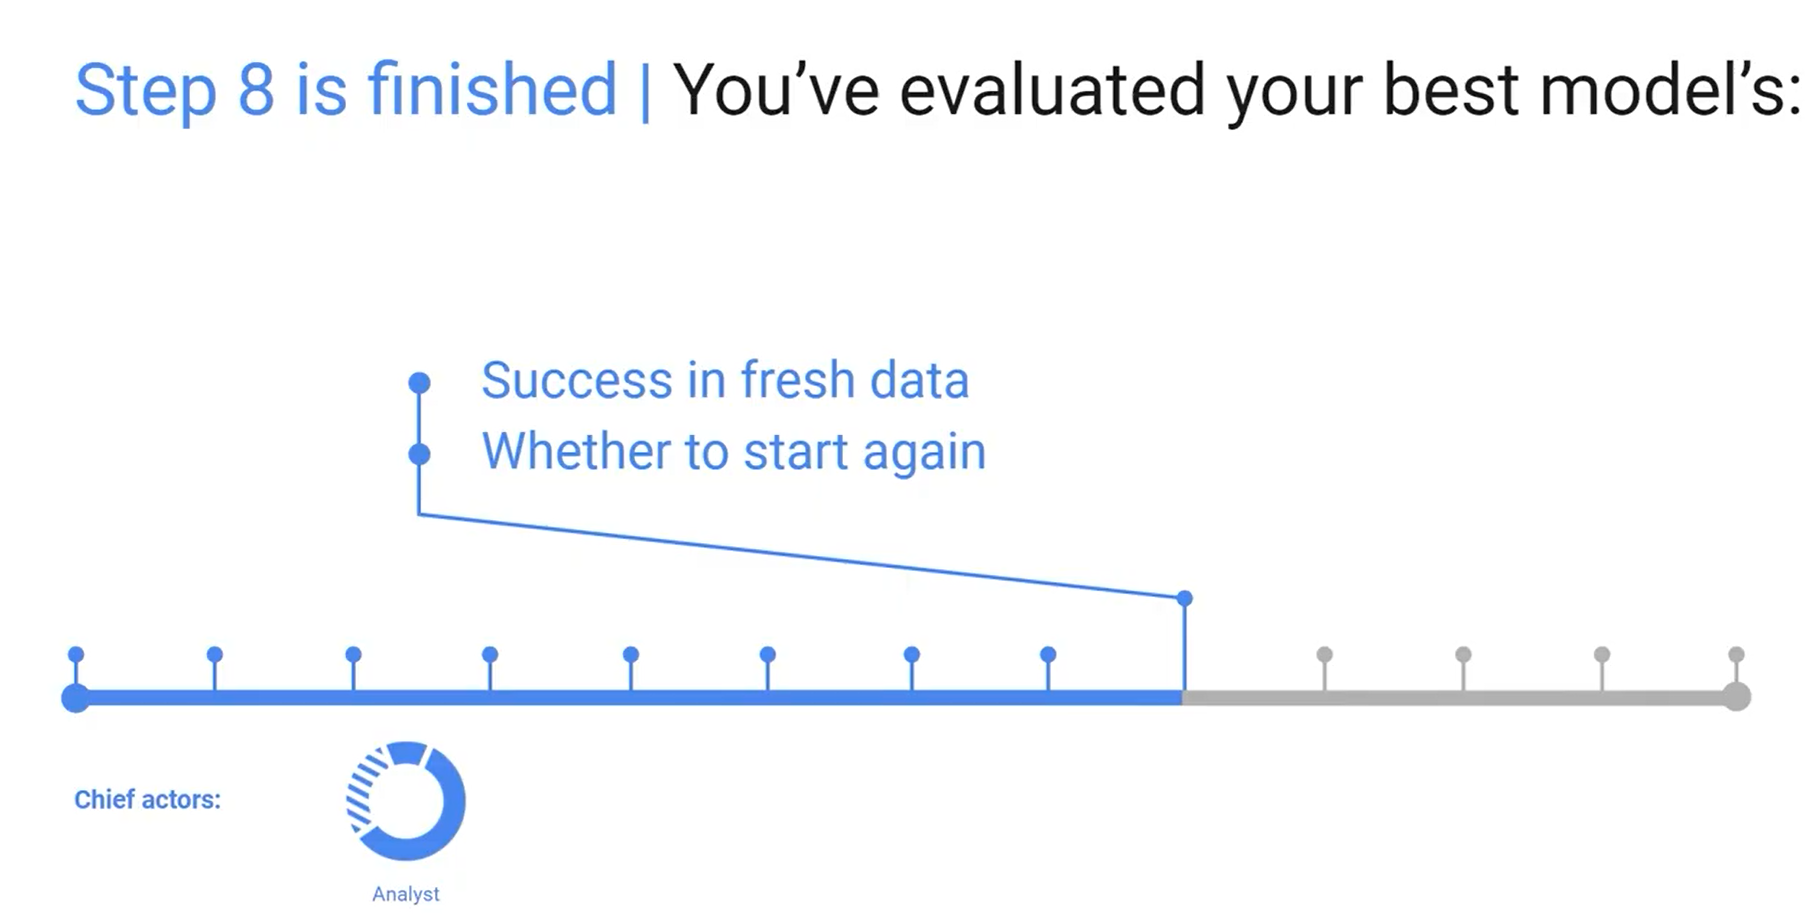 Step 8 is finished | You’ve evaluated your best model’s:
Success in fresh data
Whether to start again
Chief actors:
Analyst